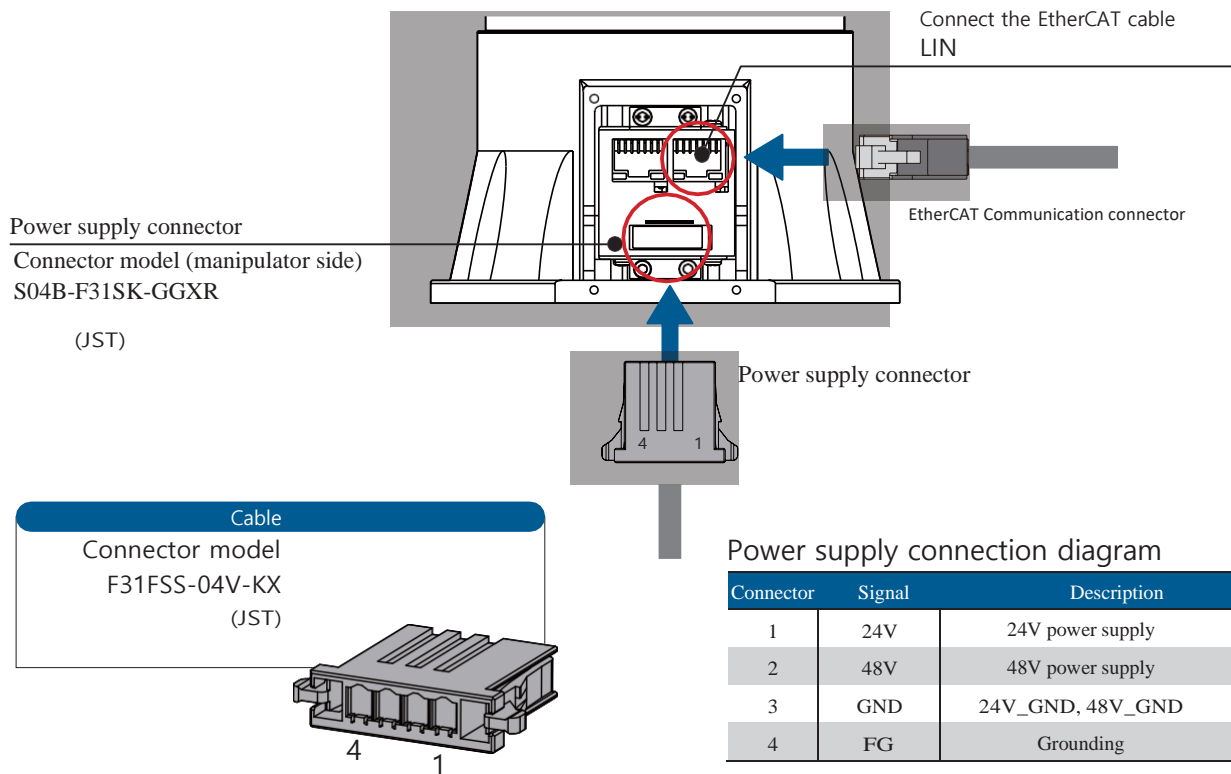 Connect the EtherCAT cable
LIN
EtherCAT Communication connector
Power supply connector
Connector model (manipulator side)
S04B-F31SK-GGXR
(JST)
Power supply connector
4 1
Cable
Connector model
F31FSS-04V-KX
(JST)
4
1
Power supply connection diagram
Connector Signal Description
1 24V 24V power supply
2 48V 48V power supply
3 GND 24V_GND, 48V_GND
4 FG Grounding